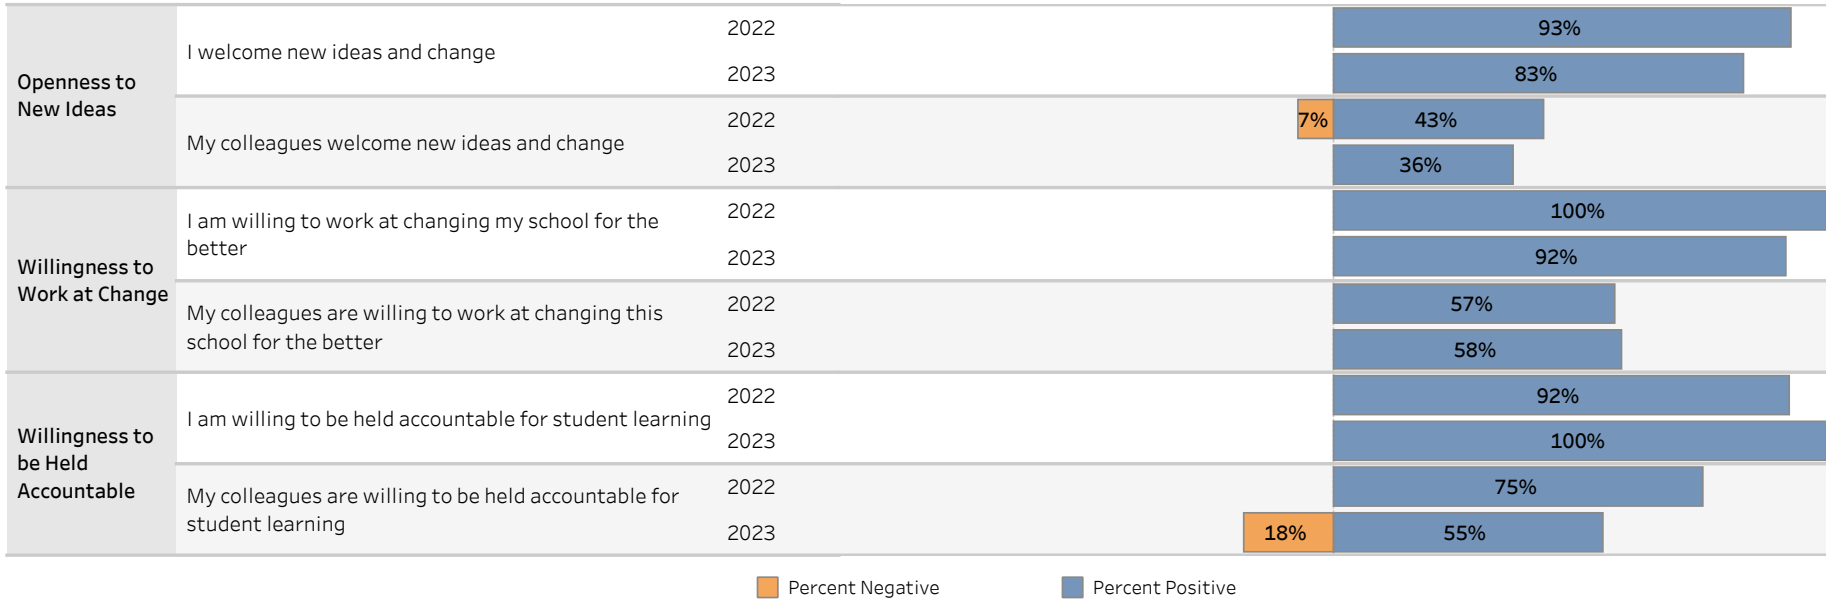 Openness to
New Ideas
I welcome new ideas and change
2022
93%
2023
83%
My colleagues welcome new ideas and change
2022
7%
43%
2023
36%
Willingness to
Work at Change
I am willing to work at changing my school for the
better
2022
100%
2023
92%
My colleagues are willing to work at changing this
school for the better
2022
57%
2023
58%
Willingness to
be Held
Accountable
I am willing to be held accountable for student learning
2022
92%
2023
100%
My colleagues are willing to be held accountable for
student learning
2022
75%
2023
18%
55%
Percent Negative
Percent Positive